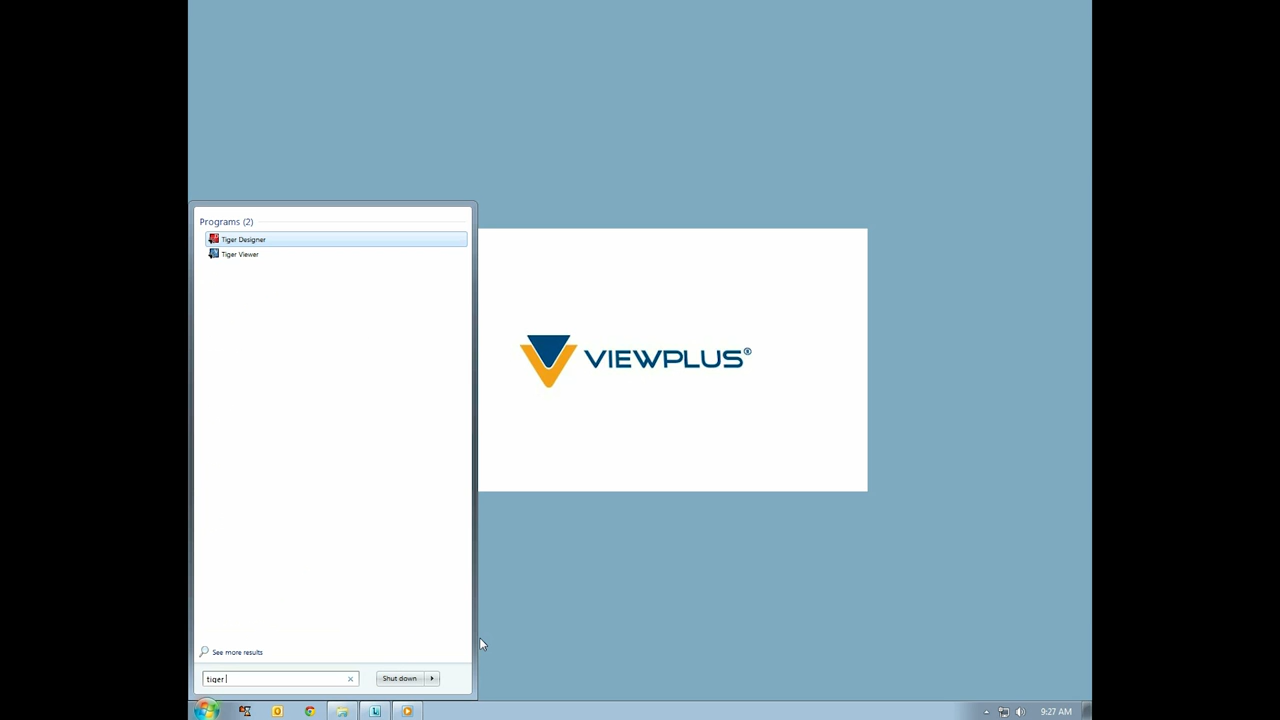 Programs (2)
Tiger Designer
Tiger Viewer
VIEWPLUS®
See more results
tiger
Shut down
9:27 AM